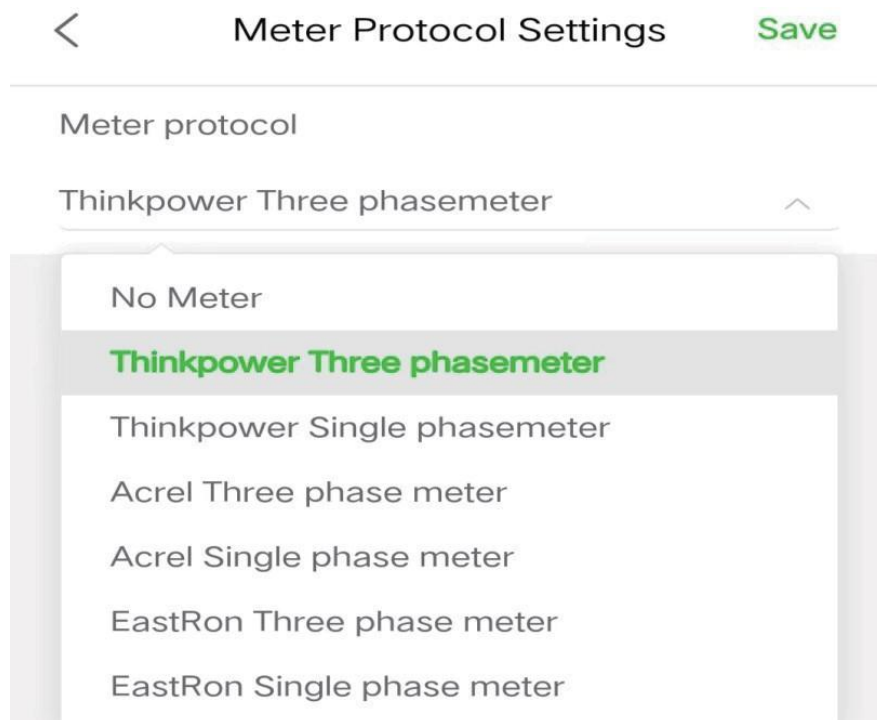 Meter Protocol Settings Save
Meter protocol
Thinkpower Three phasemeter
No Meter
Thinkpower Three phasemeter
Thinkpower Single phasemeter
Acrel Three phase meter
Acrel Single phase meter
EastRon Three phase meter
EastRon Single phase meter